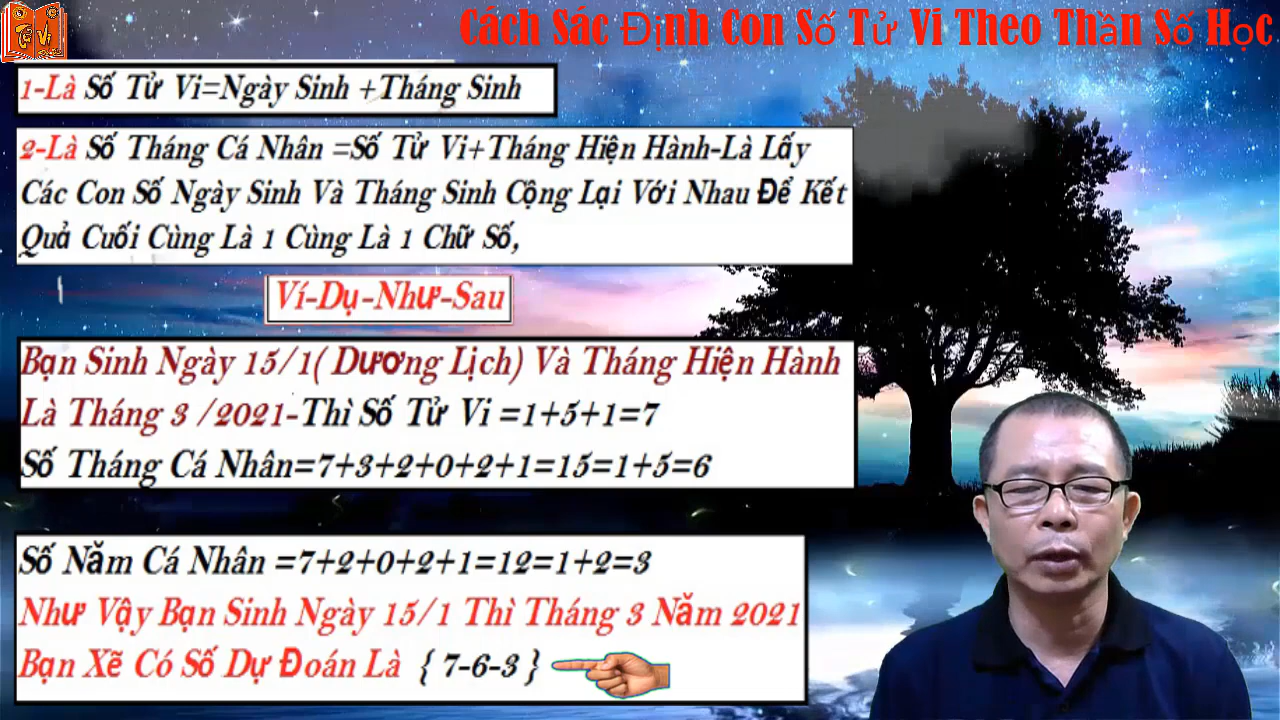 Tử Vi
Cách Sác Định Con Số Tử Vi Theo Thần Số Học
1-Là Số Tử Vi=Ngày Sinh +Tháng Sinh
2-Là Số Tháng Cá Nhân =Số Tử Vi+Tháng Hiện Hành-Là Lấy
Các Con Số Ngày Sinh Và Tháng Sinh Cộng Lại Với Nhau Để Kết
Quả Cuối Cùng Là 1 Cùng Là 1 Chữ Số,
Ví-Dụ-Như-Sau
Bạn Sinh Ngày 15/1( Dương Lịch) Và Tháng Hiện Hành
Là Tháng 3 /2021-Thì Số Tử Vi =1+5+1=7
Số Tháng Cá Nhân=7+3+2+0+2+1=15=1+5=6
Số Năm Cá Nhân =7+2+0+2+1=12=1+2=3
Như Vậy Bạn Sinh Ngày 15/1 Thì Tháng 3 Năm 2021
Bạn Xẽ Có Số Dự Đoán Là { 7-6-3 }